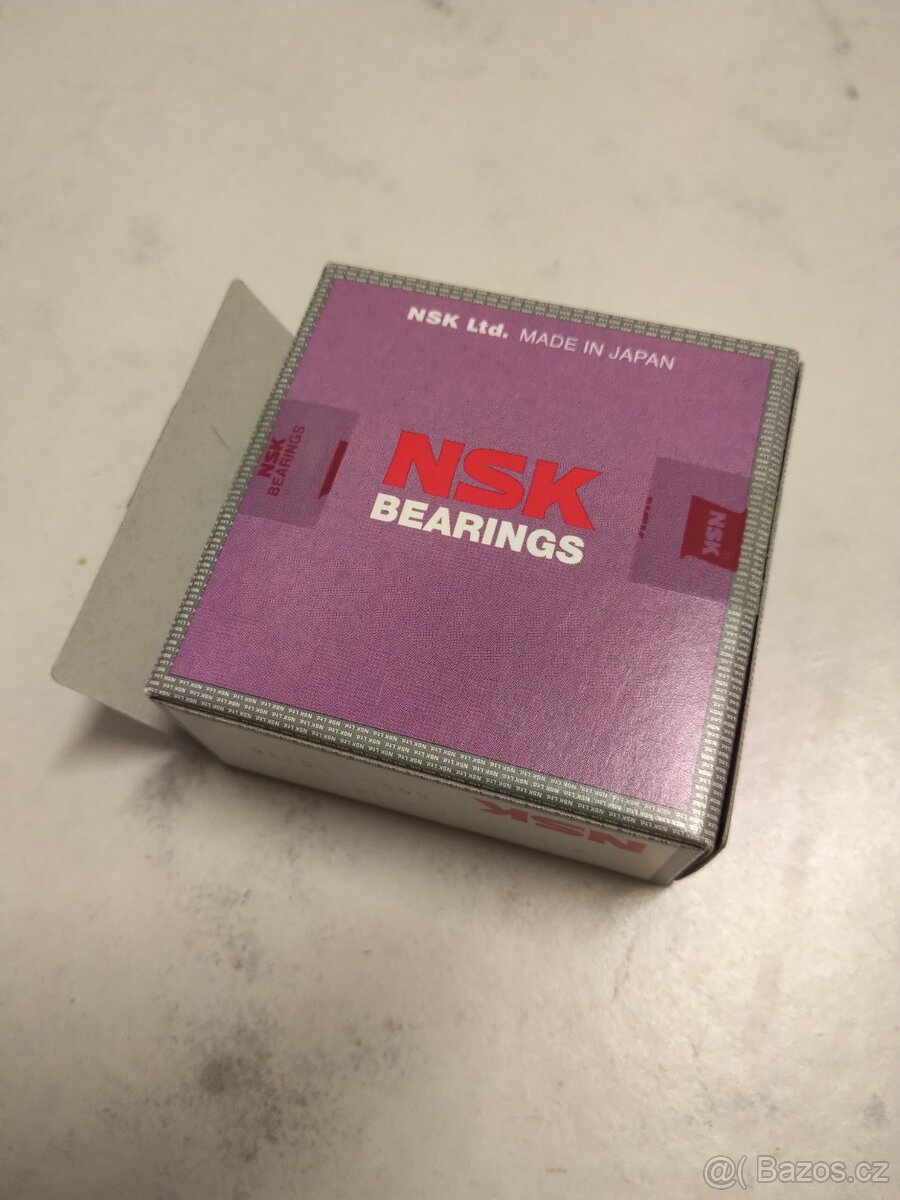 NSK Ltd. MADE IN JAPAN
NSK
BEARINGS
NSK
BEARINGS
NSK
NSK
@( Bazos.cz